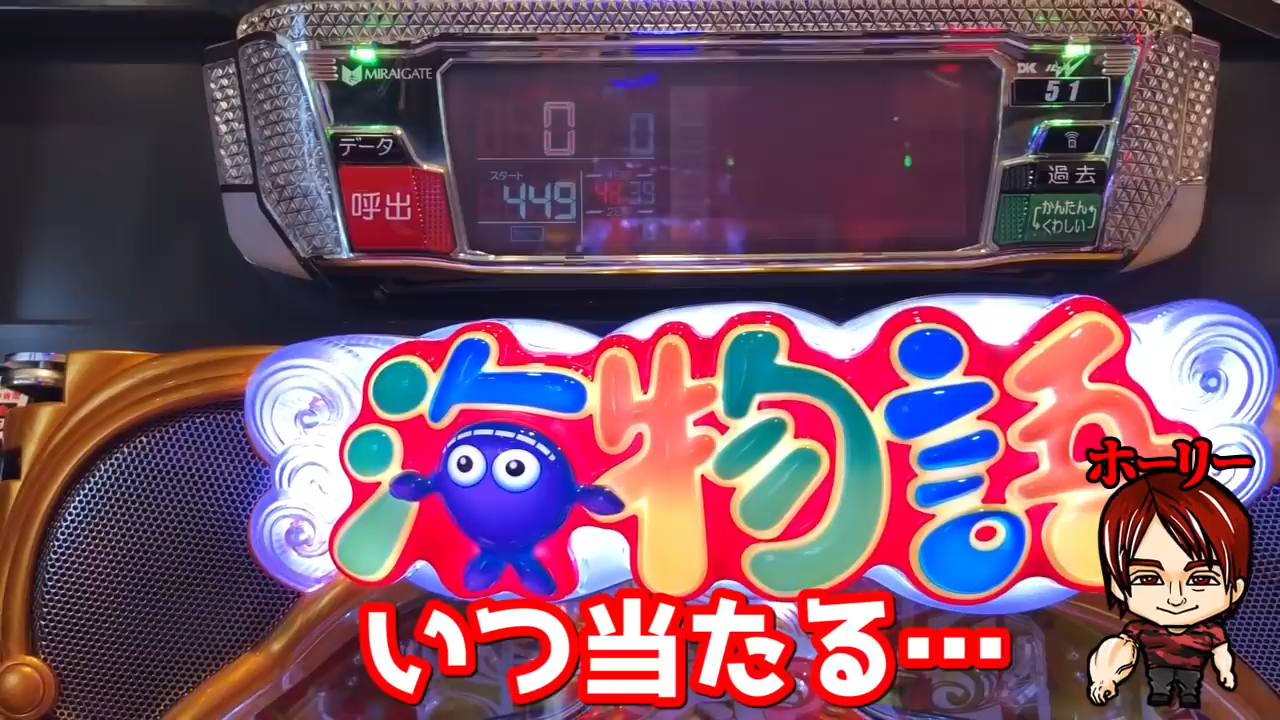 MIRAIGATE
51
データ
呼出
0
0
スタート
449
過去
かんたん
くわしい
海物語
ホーリー
いつ当たる…